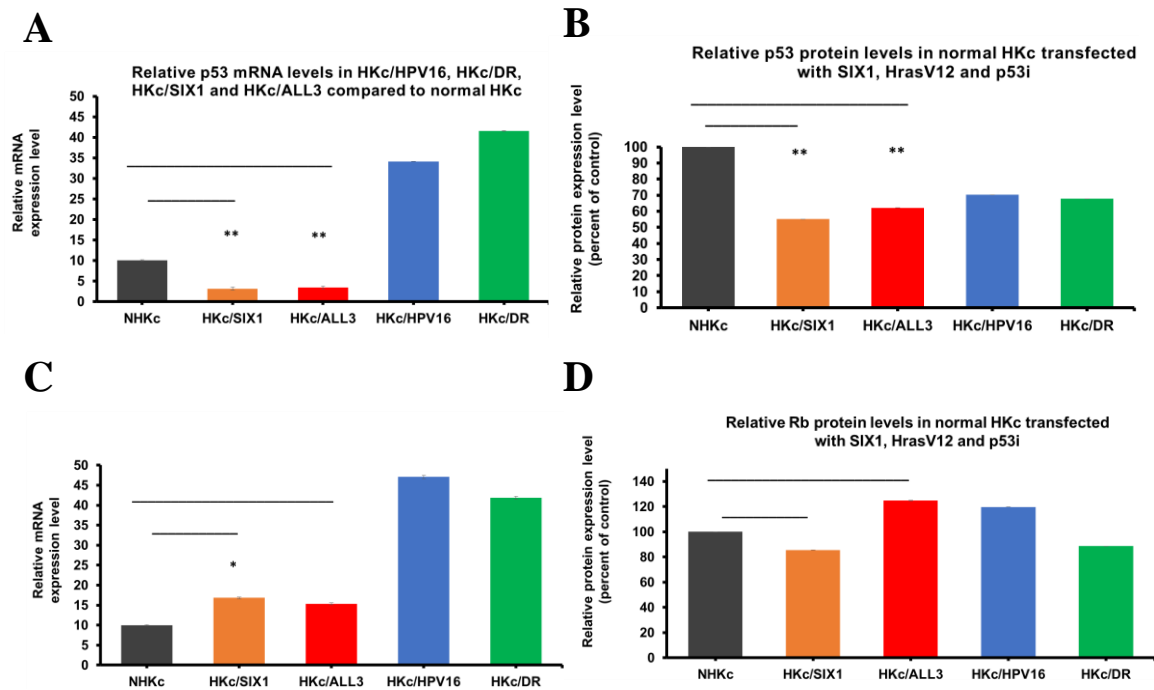 A
Relative p53 mRNA levels in HKc/HPV16, HKc/DR,
HKc/SIX1 and HKc/ALL3 compared to normal HKc
Relative mRNA
expression level
50
45
40
35
30
25
20
15
10
5
0
**
**
NHKc
HKc/SIX1
HKc/ALL3
HKc/HPV16
HKc/DR
B
Relative p53 protein levels in normal HKc transfected
with SIX1, HrasV12 and p53i
Relative protein expression level
(percent of control)
100
90
80
70
60
50
40
30
20
10
0
**
**
NHKc
HKc/SIX1
HKc/ALL3
HKc/HPV16
HKc/DR
C
Relative mRNA
expression level
50
45
40
35
30
25
20
15
10
5
0
*
NHKc
HKc/SIX1
HKc/ALL3
HKc/HPV16
HKc/DR
D
Relative Rb protein levels in normal HKc transfected
with SIX1, HrasV12 and p53i
Relative protein expression level
(percent of control)
140
120
100
80
60
40
20
0
NHKc
HKc/SIX1
HKc/ALL3
HKc/HPV16
HKc/DR